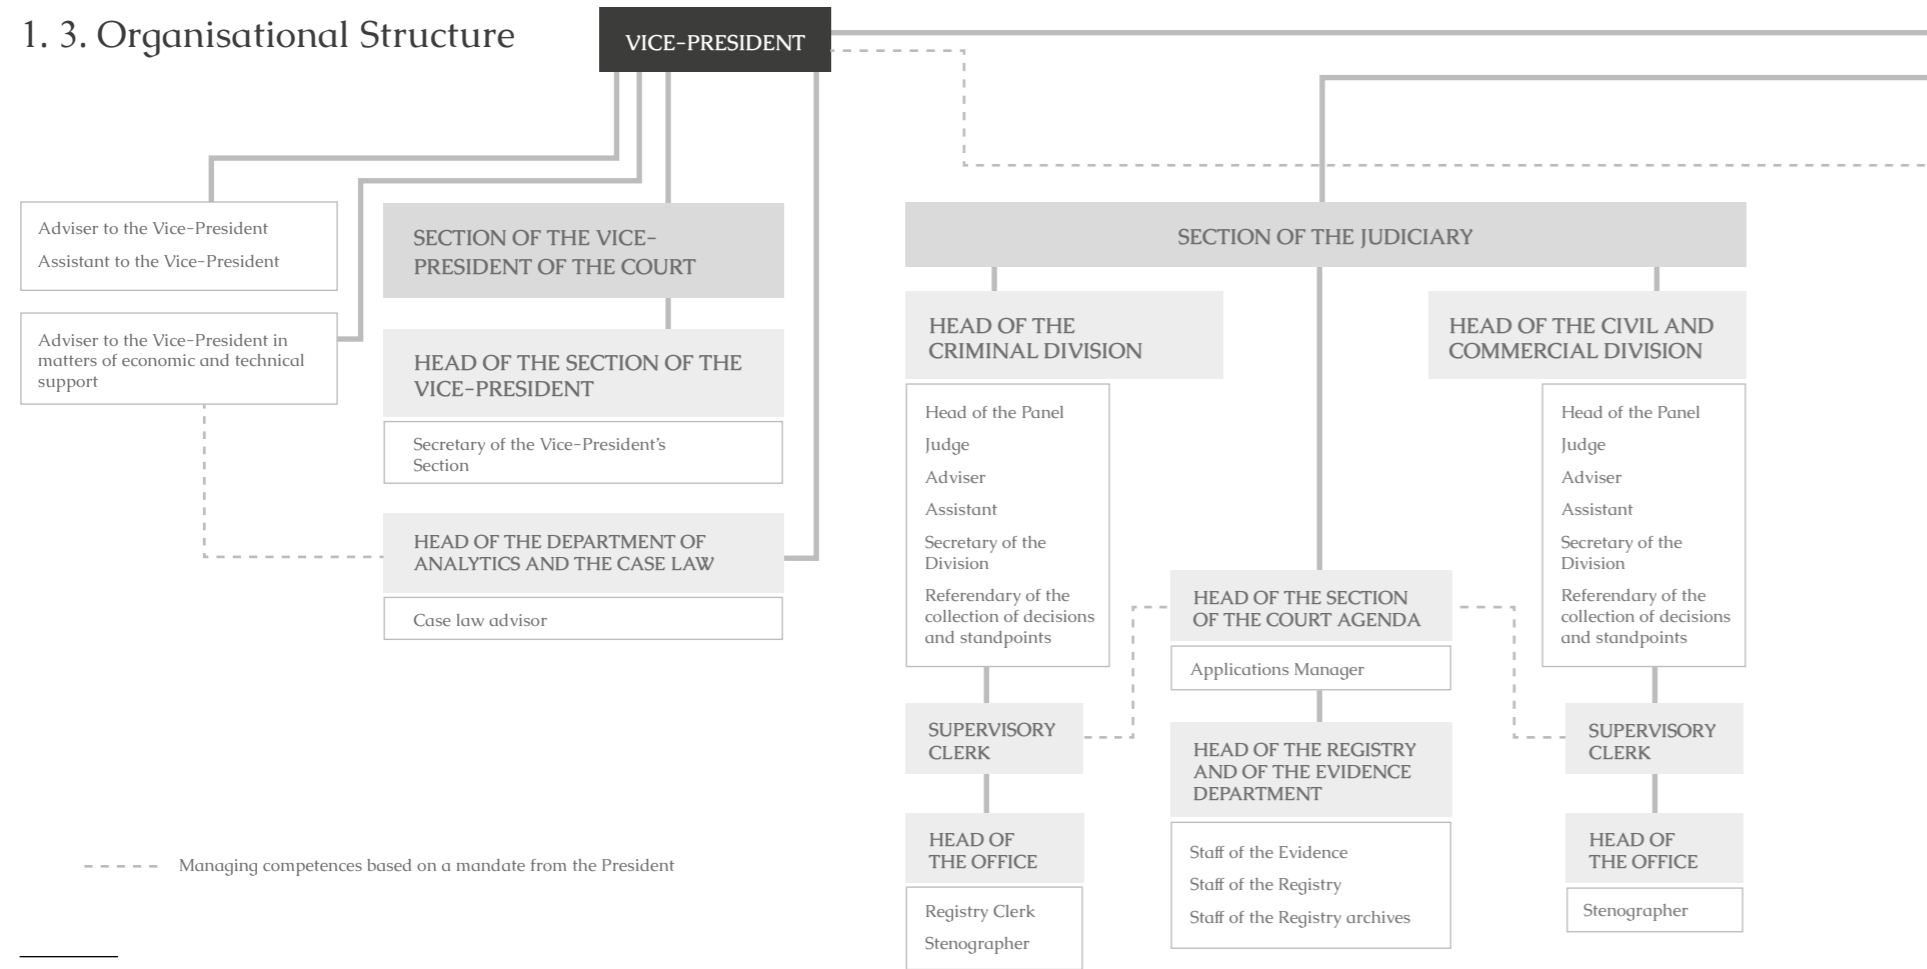 1. 3. Organisational Structure
VICE-PRESIDENT
Adviser to the Vice-President
Assistant to the Vice-President
Adviser to the Vice-President in
matters of economic and technical
support
SECTION OF THE VICE-
PRESIDENT OF THE COURT
HEAD OF THE SECTION OF THE
VICE-PRESIDENT
Secretary of the Vice-President's
Section
HEAD OF THE DEPARTMENT OF
ANALYTICS AND THE CASE LAW
Case law advisor
SECTION OF THE JUDICIARY
HEAD OF THE
CRIMINAL DIVISION
Head of the Panel
Judge
Adviser
Assistant
Secretary of the
Division
Referendary of the
collection of decisions
and standpoints
SUPERVISORY
CLERK
HEAD OF
THE OFFICE
Registry Clerk
Stenographer
HEAD OF THE SECTION
OF THE COURT AGENDA
Applications Manager
HEAD OF THE REGISTRY
AND OF THE EVIDENCE
DEPARTMENT
Staff of the Evidence
Staff of the Registry
Staff of the Registry archives
HEAD OF THE CIVIL AND
COMMERCIAL DIVISION
Head of the Panel
Judge
Adviser
Assistant
Secretary of the
Division
Referendary of the
collection of decisions
and standpoints
SUPERVISORY
CLERK
HEAD OF
THE OFFICE
Stenographer
Managing competences based on a mandate from the President